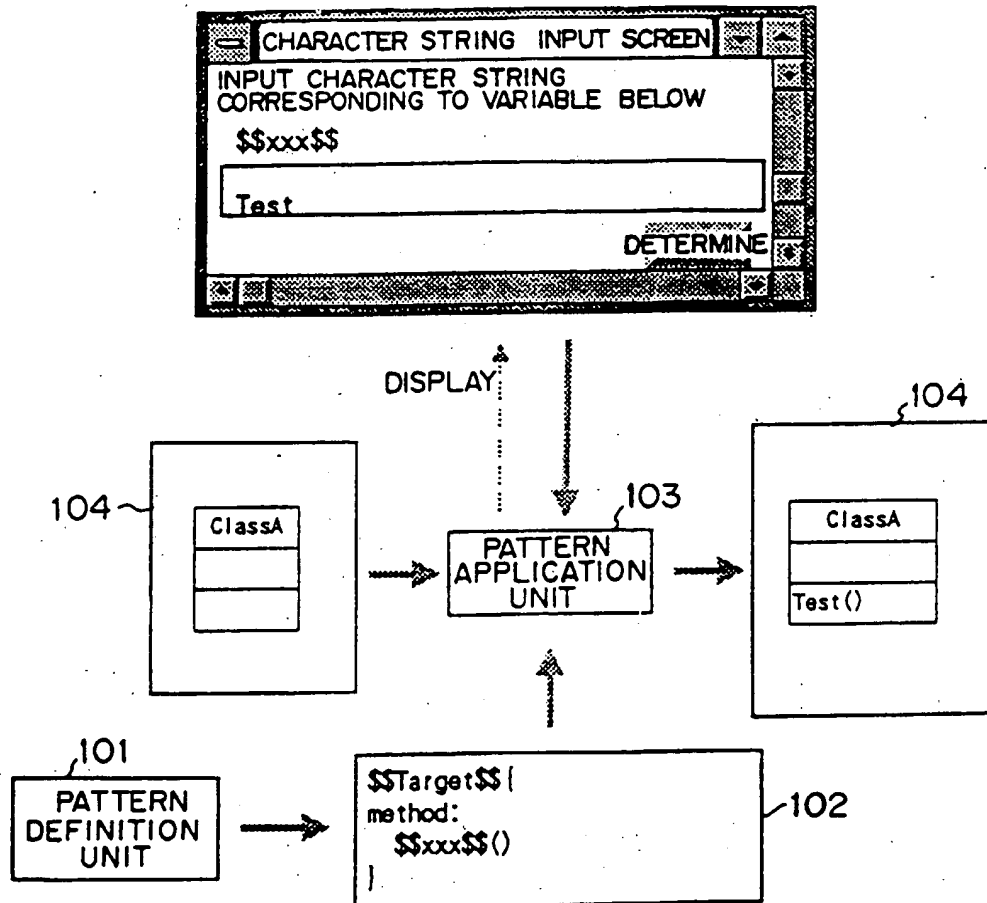 CHARACTER STRING INPUT SCREEN
INPUT CHARACTER STRING
CORRESPONDING TO VARIABLE BELOW
$$xxx$$
Test
DETERMINE
DISPLAY
104
104
ClassA
103
PATTERN
APPLICATION
UNIT
ClassA
Test()
101
PATTERN
DEFINITION
UNIT
102
$$Target$${
method:
$$xxx$$()
}